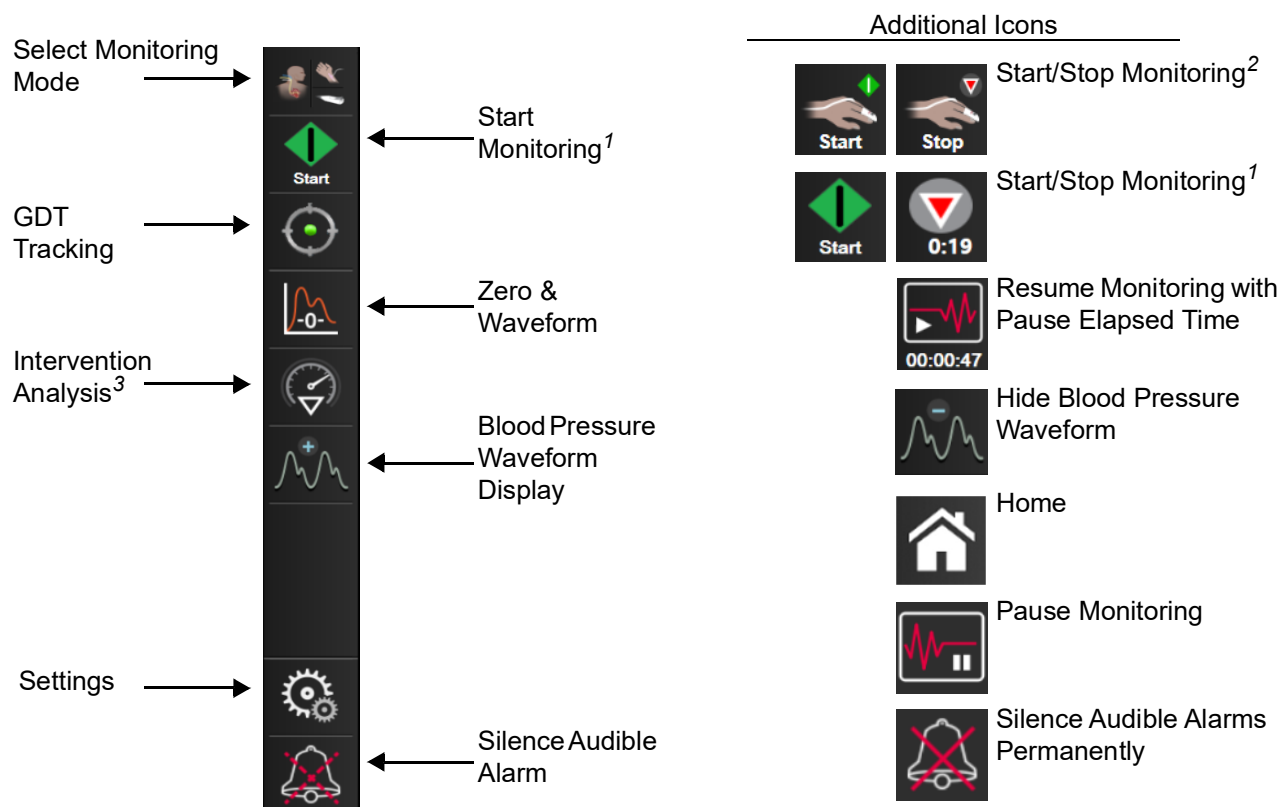 Select Monitoring
Mode
Start
Start
Monitoring1
GDT
Tracking
-0-
Zero &
Waveform
Intervention
Analysis3
Blood Pressure
Waveform
Display
Settings
Silence Audible
Alarm
Additional Icons
Start
Stop
Start/Stop Monitoring2
Start
0:19
Start/Stop Monitoring1
00:00:47
Resume Monitoring with
Pause Elapsed Time
Hide Blood Pressure
Waveform
Home
Pause Monitoring
Silence Audible Alarms
Permanently